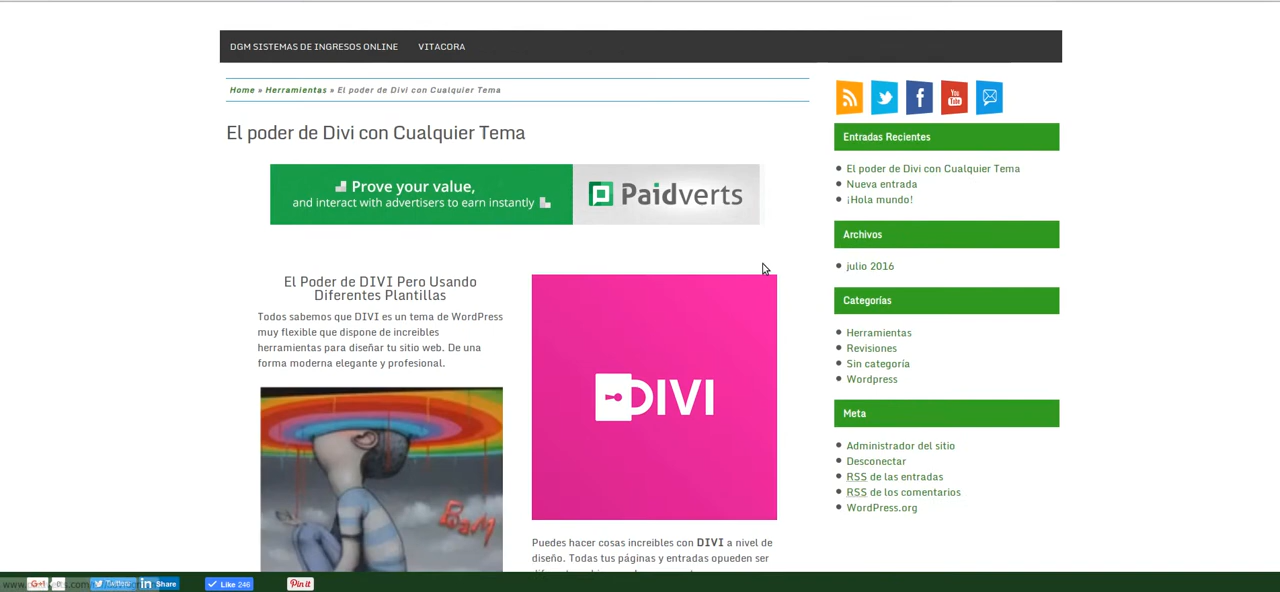 DGM SISTEMAS DE INGRESOS ONLINE VITACORA
Home » Herramientas » El poder de Divi con Cualquier Tema
El poder de Divi con Cualquier Tema
Prove your value,
and interact with advertisers to earn instantly
Paidverts
El Poder de DIVI Pero Usando
Diferentes Plantillas
Todos sabemos que DIVI es un tema de WordPress
muy flexible que dispone de increibles
herramientas para diseñar tu sitio web. De una
forma moderna elegante y profesional.
DIVI
Puedes hacer cosas increibles con DIVI a nivel de
diseño. Todas tus páginas y entradas opueden ser
You Tube
Entradas Recientes
El poder de Divi con Cualquier Tema
Nueva entrada
¡Hola mundo!
Archivos
julio 2016
Categorías
Herramientas
Revisiones
Sin categoría
Wordpress
Meta
Administrador del sitio
Desconectar
RSS de las entradas
RSS de los comentarios
WordPress.org
G+1 0 Twitter in Share Like 246 Pin it